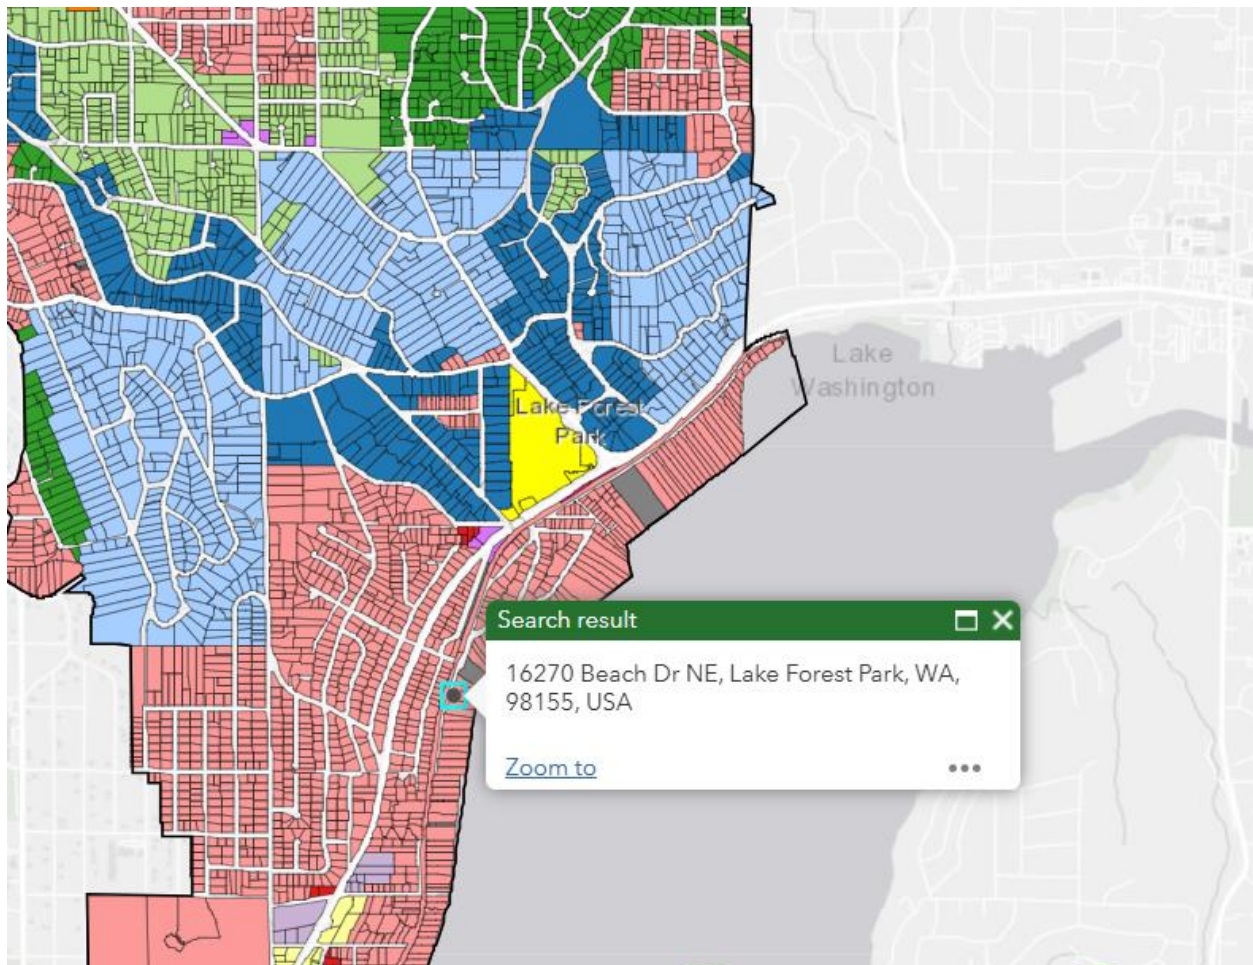 Lake
Washington
Lake Forest
Park
Search result
16270 Beach Dr NE, Lake Forest Park, WA,
98155, USA
Zoom to